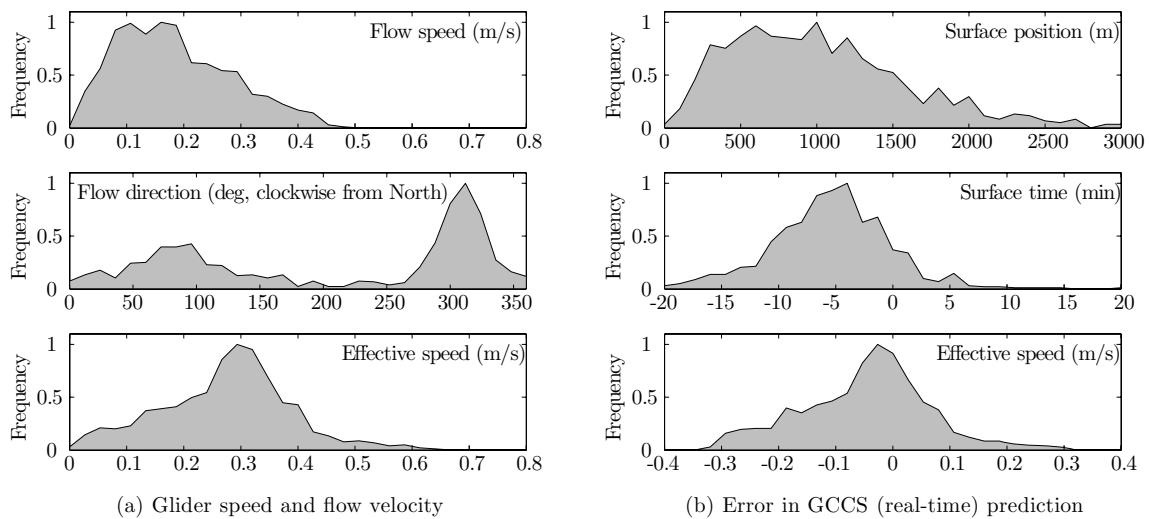 Flow speed (m/s)
Frequency
1
0.5
0
0 0.1 0.2 0.3 0.4 0.5 0.6 0.7 0.8
Flow direction (deg, clockwise from North)
Frequency
1
0.5
0
0 50 100 150 200 250 300 350
Effective speed (m/s)
Frequency
1
0.5
0
0 0.1 0.2 0.3 0.4 0.5 0.6 0.7 0.8
(a) Glider speed and flow velocity
Surface position (m)
Frequency
1
0.5
0
500 1000 1500 2000 2500 3000
Surface time (min)
Frequency
1
0.5
0
-20 -15 -10 -5 0 5 10 15 20
Effective speed (m/s)
Frequency
1
0.5
0
-0.4 -0.3 -0.2 -0.1 0 0.1 0.2 0.3 0.4
(b) Error in GCCS (real-time) prediction